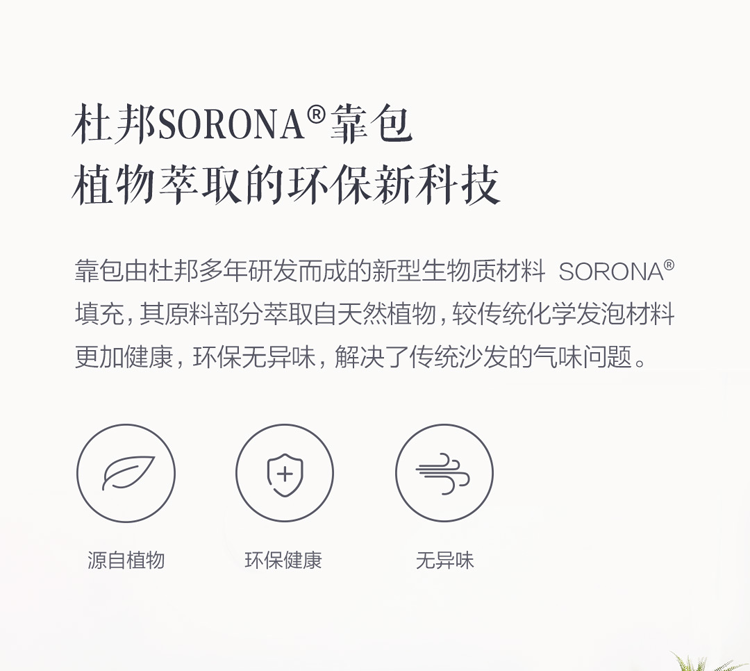 杜邦SORONA®靠包
植物萃取的环保新科技
靠包由杜邦多年研发而成的新型生物质材料 SORONA®
填充,其原料部分萃取自天然植物,较传统化学发泡材料
更加健康,环保无异味,解决了传统沙发的气味问题。
源自植物 环保健康 无异味